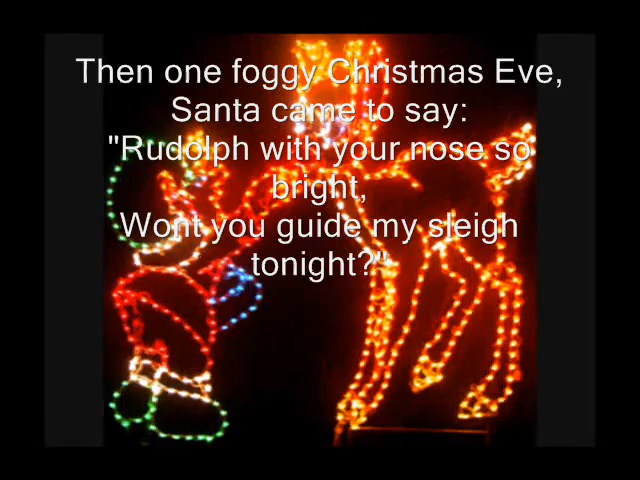 Then one foggy Christmas Eve,
Santa came to say:
"Rudolph with your nose so
bright,
Wont you guide my sleigh
tonight?"